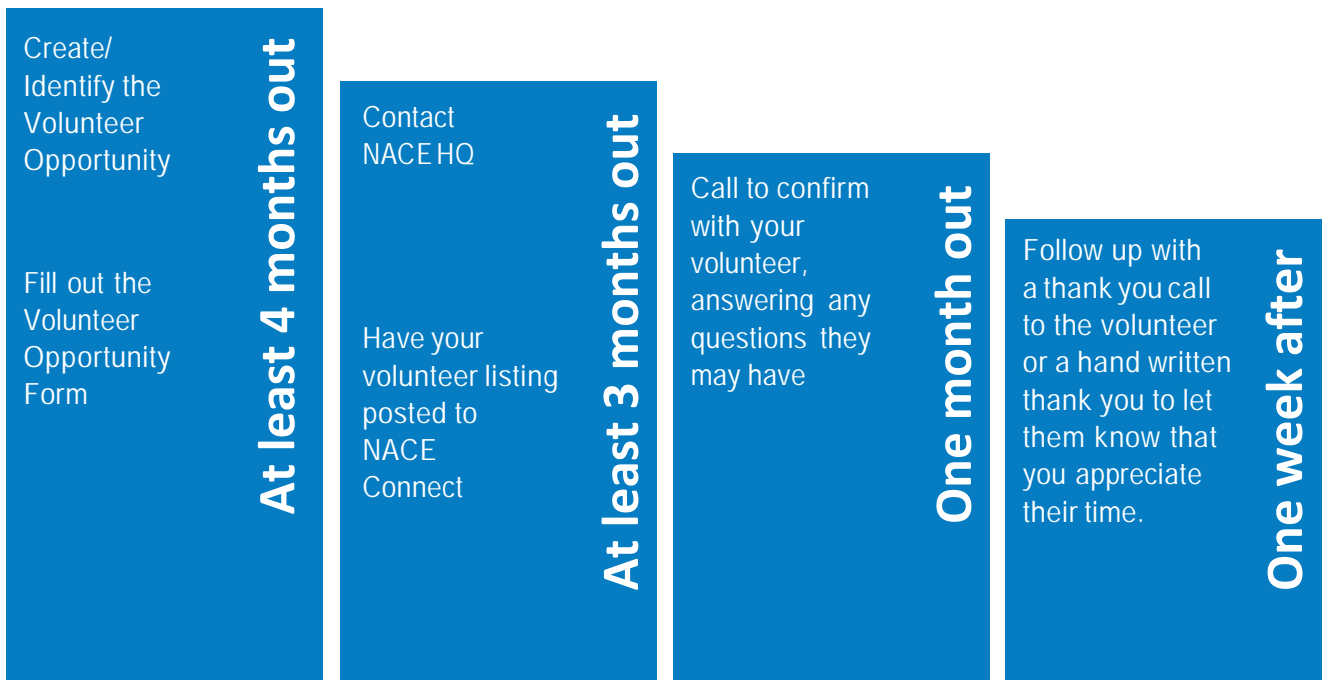 Create/
Identify the
Volunteer
Opportunity
Fill out the
Volunteer
Opportunity
Form
At least 4 months out
Contact
NACE HQ
Have your
volunteer listing
posted to
NACE
Connect
At least 3 months out
Call to confirm
with your
volunteer,
answering any
questions they
may have
One month out
Follow up with
a thank you call
to the volunteer
or a hand written
thank you to let
them know that
you appreciate
their time.
One week after